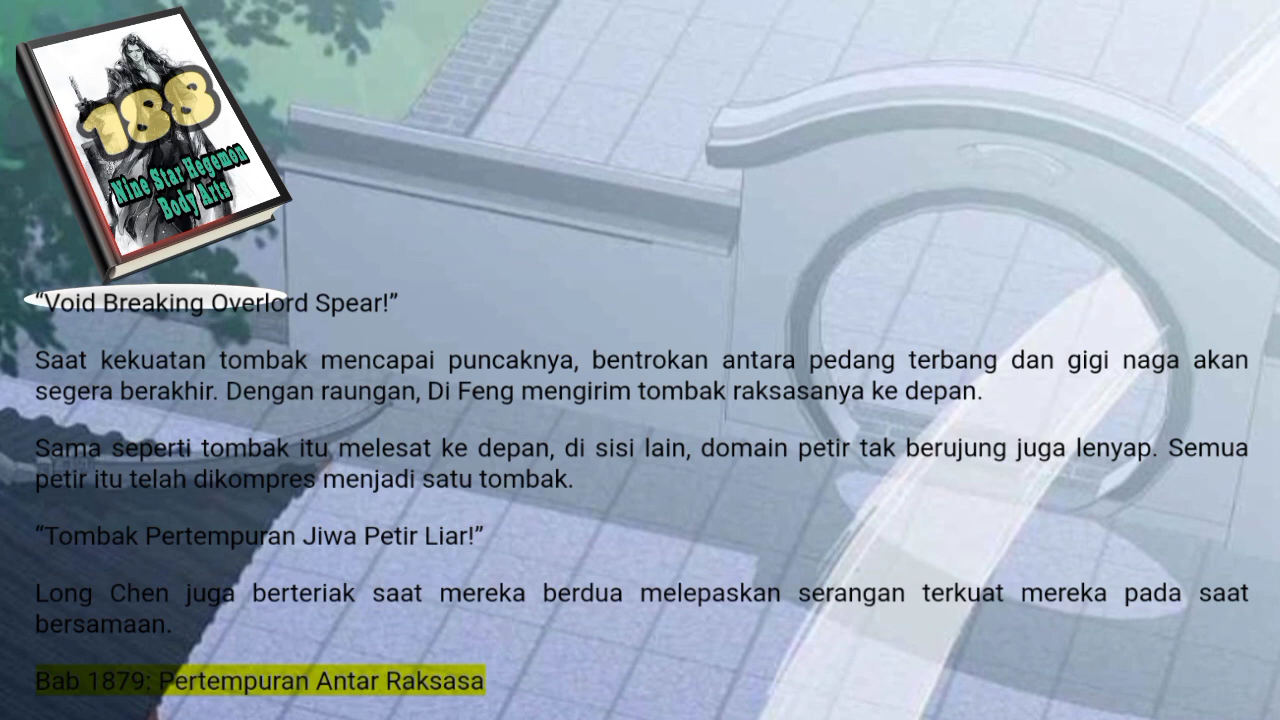 188
Nine Star Hegemon
Body Arts
“Void Breaking Overlord Spear!”
Saat kekuatan tombak mencapai puncaknya, bentrokan antara pedang terbang dan gigi naga akan
segera berakhir. Dengan raungan, Di Feng mengirim tombak raksasanya ke depan.
Sama seperti tombak itu melesat ke depan, di sisi lain, domain petir tak berujung juga lenyap. Semua
petir itu telah dikompres menjadi satu tombak.
“Tombak Pertempuran Jiwa Petir Liar!”
Long Chen juga berteriak saat mereka berdua melepaskan serangan terkuat mereka pada saat
bersamaan.
Bab 1879: Pertempuran Antar Raksasa